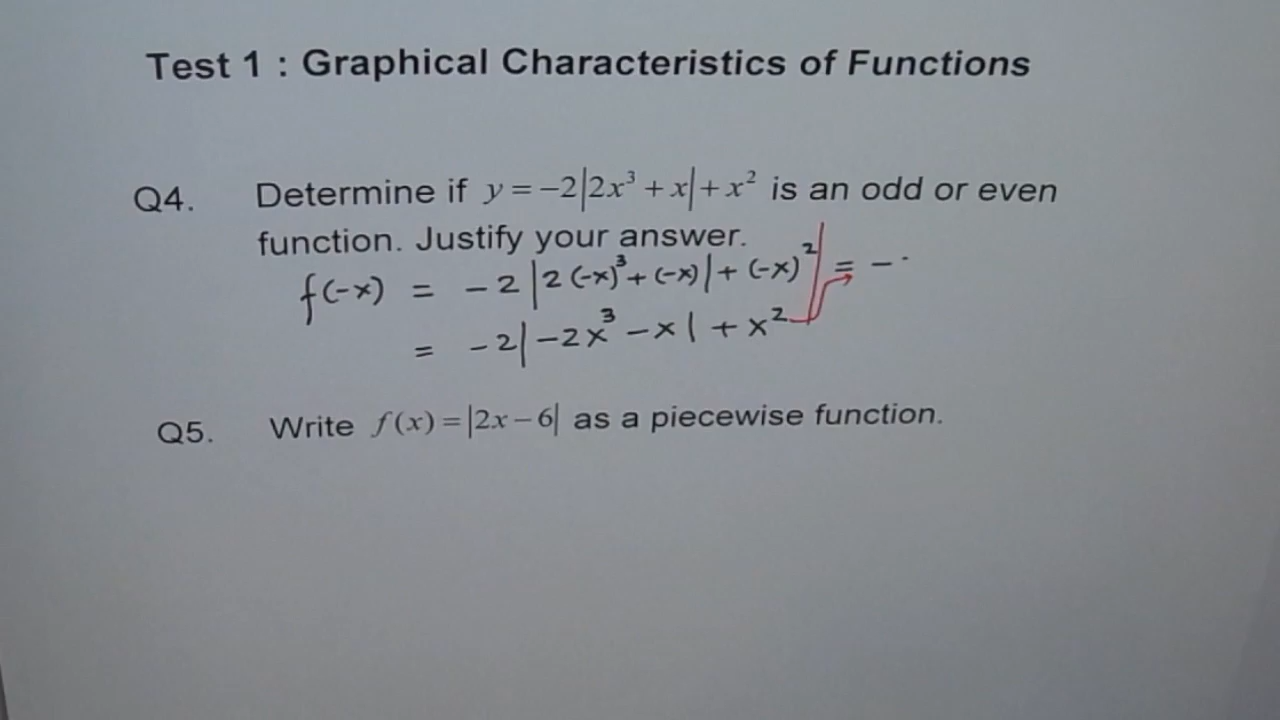 Test 1 : Graphical Characteristics of Functions
Q4. Determine if y = −2|2x³ + x| + x² is an odd or even
function. Justify your answer.
f(-x) = -2|2(-x)³+(-x)|+(-x)² = -
= -2|-2x³-x|+x²
Q5. Write f(x) = |2x − 6| as a piecewise function.